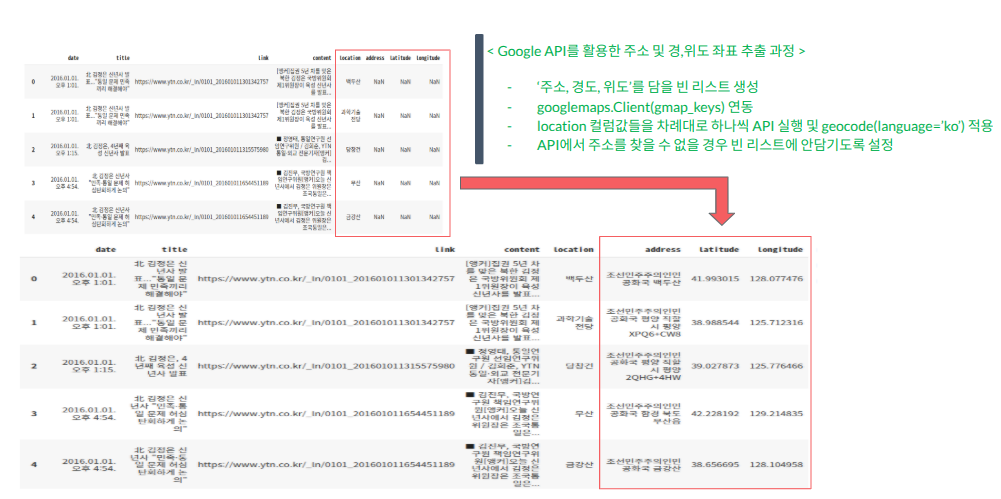 < Google API를 활용한 주소 및 경,위도 좌표 추출 과정 >
- '주소, 경도, 위도'를 담을 빈 리스트 생성
- googlemaps.Client(gmap_keys) 연동
- location 컬럼값들을 차례대로 하나씩 API 실행 및 geocode(language='ko') 적용
- API에서 주소를 찾을 수 없을 경우 빈 리스트에 안담기도록 설정
date title link content location address latitude longitude
0 2016.01.01. 오후 1:01. 北 김정은 신년사 발표..."통일 문제 민족끼리 해결해야" https://www.ytn.co.kr/_ln/0101_201601011301342757 [앵커]집권 5년 차를 맞은 북한 김정은 국방위원회 제1위원장이 육성 신년사를 발표... 백두산 NaN NaN NaN
1 2016.01.01. 오후 1:01. 北 김정은 신년사 발표..."통일 문제 민족끼리 해결해야" https://www.ytn.co.kr/_ln/0101_201601011301342757 [앵커]집권 5년 차를 맞은 북한 김정은 국방위원회 제1위원장이 육성 신년사를 발표... 과학기술전당 NaN NaN NaN
2 2016.01.01. 오후 1:15. 北 김정은, 4년째 육성 신년사 발표 https://www.ytn.co.kr/_ln/0101_201601011315575980 ■ 정영태, 통일연구원 선임연구위원 / 김희준, YTN 통일·외교 전문기자[앵커]김... 당창건 NaN NaN NaN
3 2016.01.01. 오후 4:54. 北 김정은 신년사 "민족·통일 문제 허심탄회하게 논의" https://www.ytn.co.kr/_ln/0101_201601011654451189 ■ 김진무, 국방연구원 책임연구위원[앵커]오늘 신년사에서 김정은 위원장은 조국통일은... 무산 NaN NaN NaN
4 2016.01.01. 오후 4:54. 北 김정은 신년사 "민족·통일 문제 허심탄회하게 논의" https://www.ytn.co.kr/_ln/0101_201601011654451189 ■ 김진무, 국방연구원 책임연구위원[앵커]오늘 신년사에서 김정은 위원장은 조국통일은... 금강산 NaN NaN NaN
date title link content location address latitude longitude
0 2016.01.01. 오후 1:01. 北 김정은 신년사 발표..."통일 문제 민족끼리 해결해야" https://www.ytn.co.kr/_ln/0101_201601011301342757 [앵커]집권 5년 차를 맞은 북한 김정은 국방위원회 제1위원장이 육성 신년사를 발표... 백두산 조선민주주의인민공화국 백두산 41.993015 128.077476
1 2016.01.01. 오후 1:01. 北 김정은 신년사 발표..."통일 문제 민족끼리 해결해야" https://www.ytn.co.kr/_ln/0101_201601011301342757 [앵커]집권 5년 차를 맞은 북한 김정은 국방위원회 제1위원장이 육성 신년사를 발표... 과학기술전당 조선민주주의인민공화국 평양 직할시 평양 XPQ6+CW8 38.988544 125.712316
2 2016.01.01. 오후 1:15. 北 김정은, 4년째 육성 신년사 발표 https://www.ytn.co.kr/_ln/0101_201601011315575980 ■ 정영태, 통일연구원 선임연구위원 / 김희준, YTN 통일·외교 전문기자[앵커]김... 당창건 조선민주주의인민공화국 평양 직할시 평양 2QHG+4HW 39.027873 125.776466
3 2016.01.01. 오후 4:54. 北 김정은 신년사 "민족·통일 문제 허심탄회하게 논의" https://www.ytn.co.kr/_ln/0101_201601011654451189 ■ 김진무, 국방연구원 책임연구위원[앵커]오늘 신년사에서 김정은 위원장은 조국통일은... 무산 조선민주주의인민공화국 함경 북도 무산읍 42.228192 129.214835
4 2016.01.01. 오후 4:54. 北 김정은 신년사 "민족·통일 문제 허심탄회하게 논의" https://www.ytn.co.kr/_ln/0101_201601011654451189 ■ 김진무, 국방연구원 책임연구위원[앵커]오늘 신년사에서 김정은 위원장은 조국통일은... 금강산 조선민주주의인민공화국 금강산 38.656695 128.104958